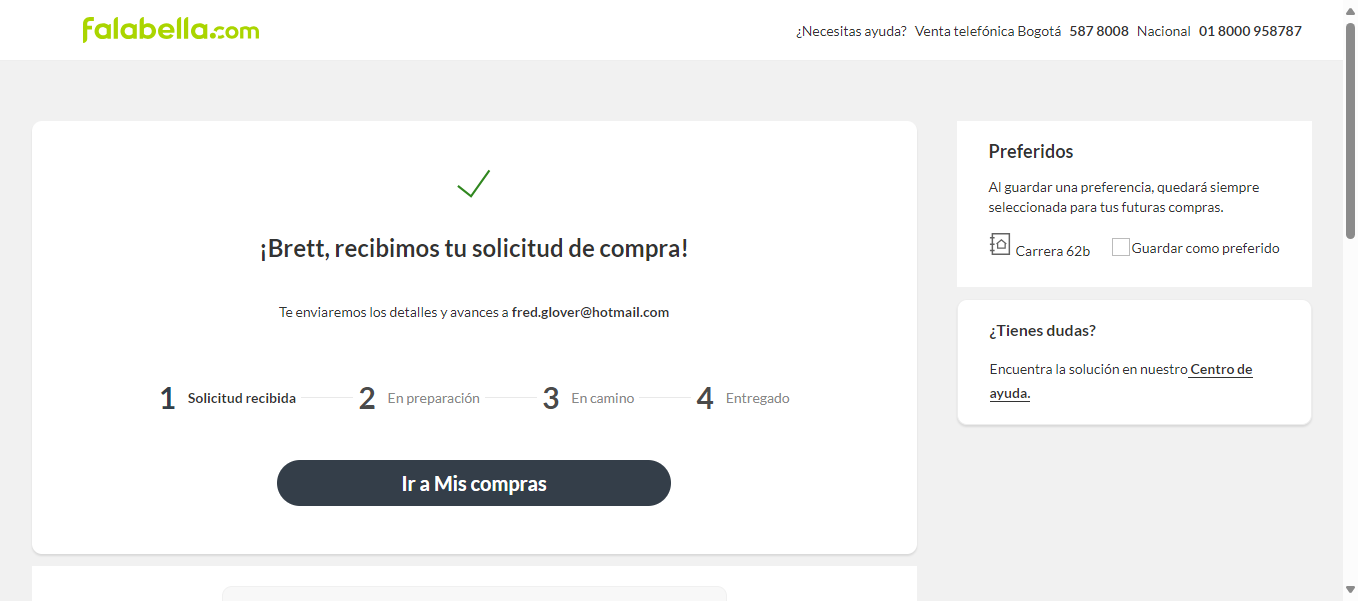 falabella.com
¿Necesitas ayuda? Venta telefónica Bogotá 587 8008 Nacional 01 8000 958787
¡Brett, recibimos tu solicitud de compra!
Te enviaremos los detalles y avances a fred.glover@hotmail.com
1 Solicitud recibida 2 En preparación 3 En camino 4 Entregado
Ir a Mis compras
Preferidos
Al guardar una preferencia, quedará siempre
seleccionada para tus futuras compras.
Carrera 62b Guardar como preferido
¿Tienes dudas?
Encuentra la solución en nuestro Centro de
ayuda.